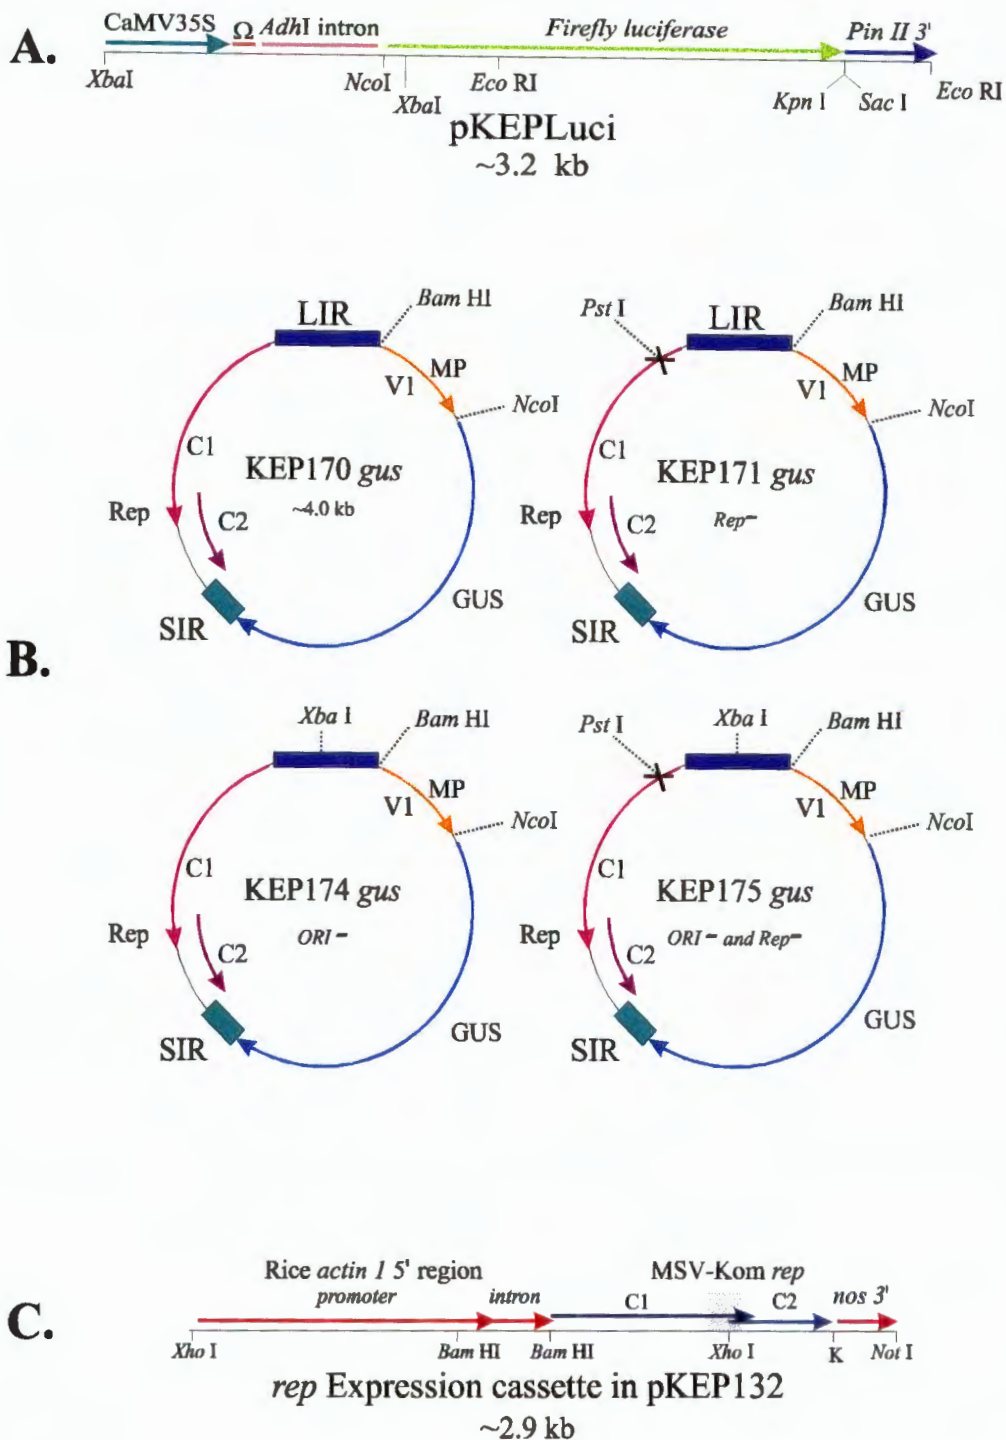 A.
CaMV35S Ω AdhI intron Firefly luciferase Pin II 3'
XbaI NcoI XbaI Eco RI Kpn I Sac I Eco RI
pKEPLuci
~3.2 kb
B.
LIR
Bam HI
MP
V1
NcoI
C1
KEP170 gus
~4.0 kb
Rep
C2
GUS
SIR
Pst I
LIR
Bam HI
MP
V1
NcoI
C1
KEP171 gus
Rep–
Rep
C2
GUS
SIR
Xba I
Bam HI
MP
V1
NcoI
C1
KEP174 gus
ORI –
Rep
C2
GUS
SIR
Pst I
Xba I
Bam HI
MP
V1
NcoI
C1
KEP175 gus
ORI – and Rep–
Rep
C2
GUS
SIR
C.
Rice actin 1 5' region MSV-Kom rep
promoter intron C1 C2 nos 3'
Xho I Bam HI Bam HI Xho I K Not I
rep Expression cassette in pKEP132
~2.9 kb